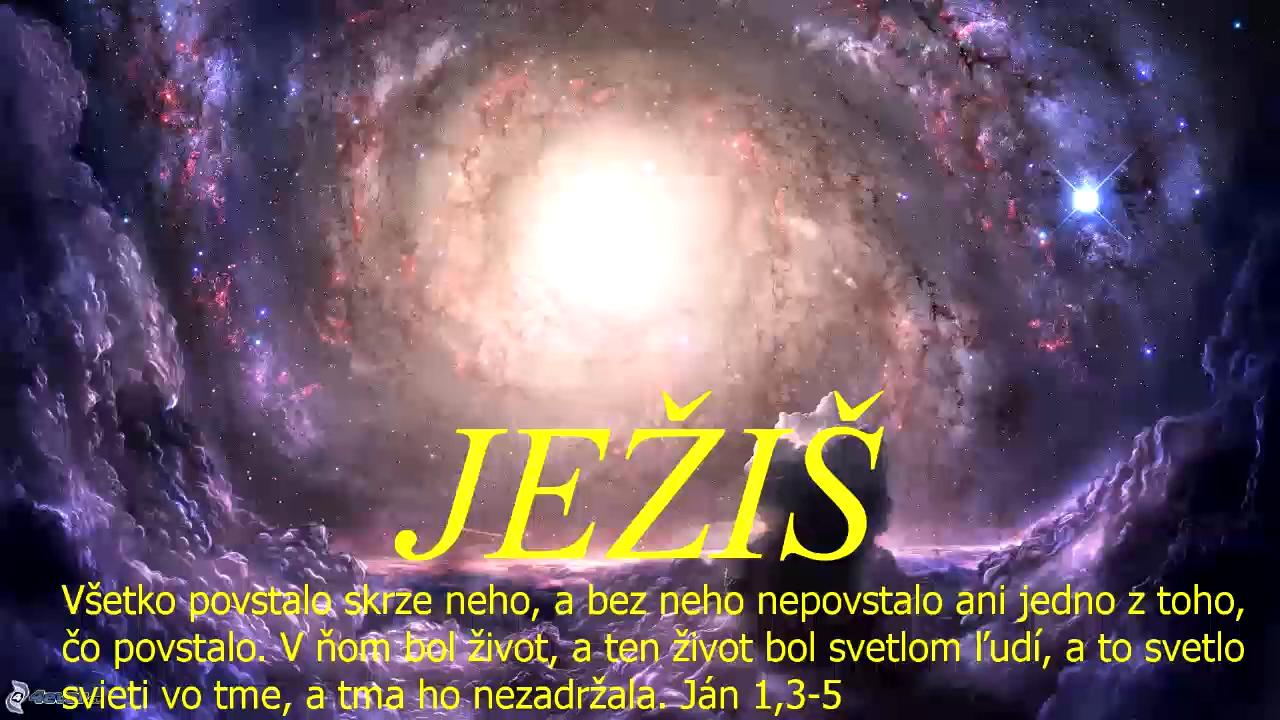 JEŽIŠ
Všetko povstalo skrze neho, a bez neho nepovstalo ani jedno z toho,
čo povstalo. V ňom bol život, a ten život bol svetlom ľudí, a to svetlo
svieti vo tme, a tma ho nezadržala. Ján 1,3-5